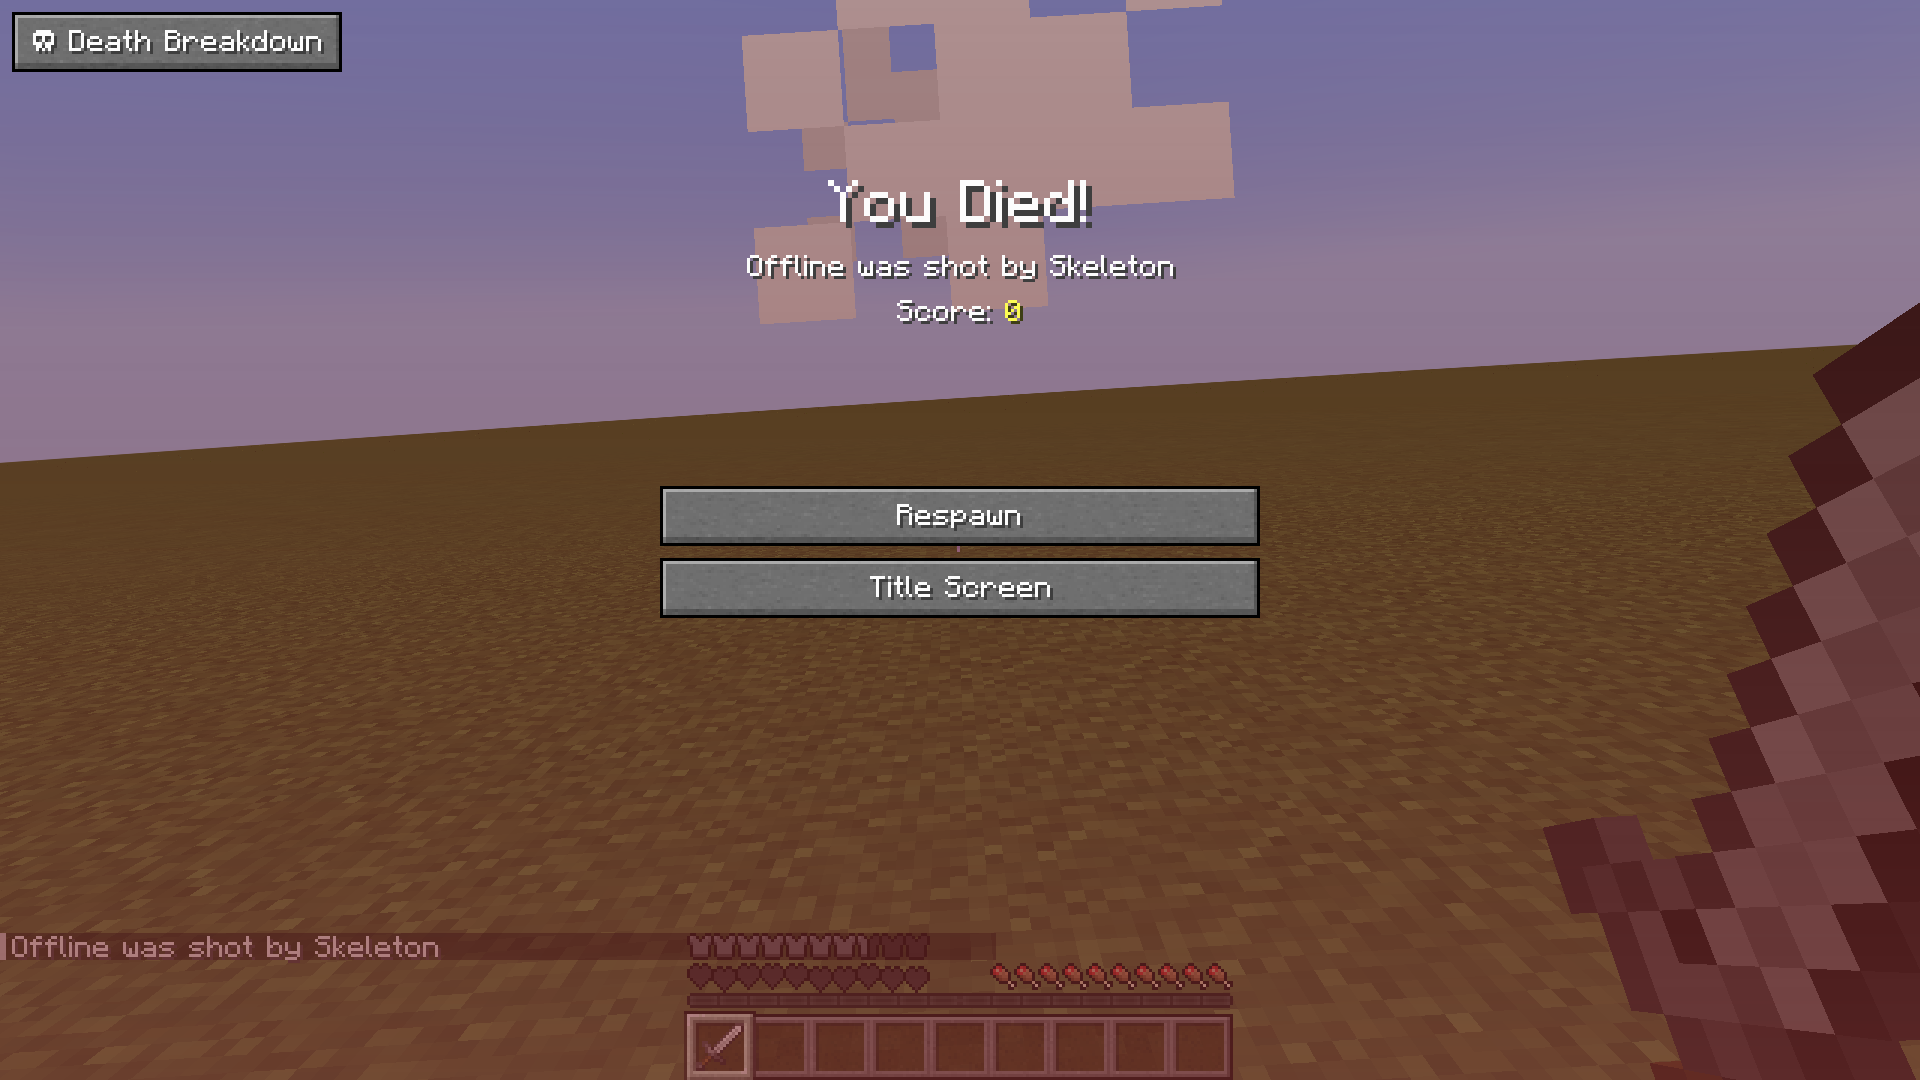 Death Breakdown
You Died!
Offline was shot by Skeleton
Score: 0
Respawn
Title Screen
Offline was shot by Skeleton